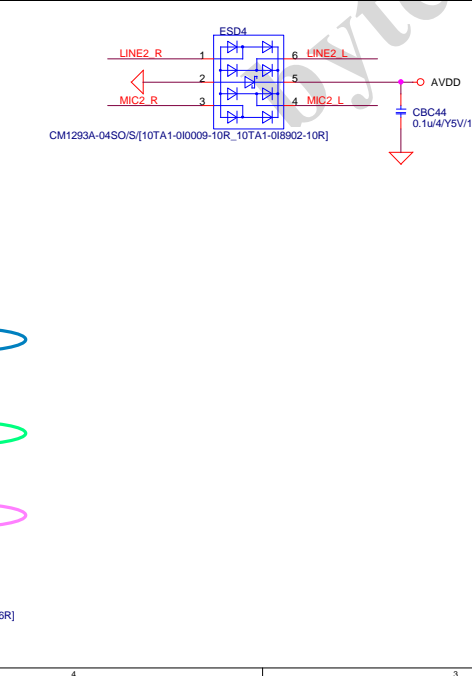 ESD4
LINE2_R 1 6 LINE2_L
2 5 AVDD
MIC2_R 3 4 MIC2_L
CBC44
0.1u/4/Y5V/1
CM1293A-04SO/S/[10TA1-0I0009-10R_10TA1-0I8902-10R]
byte
6R]
4 3